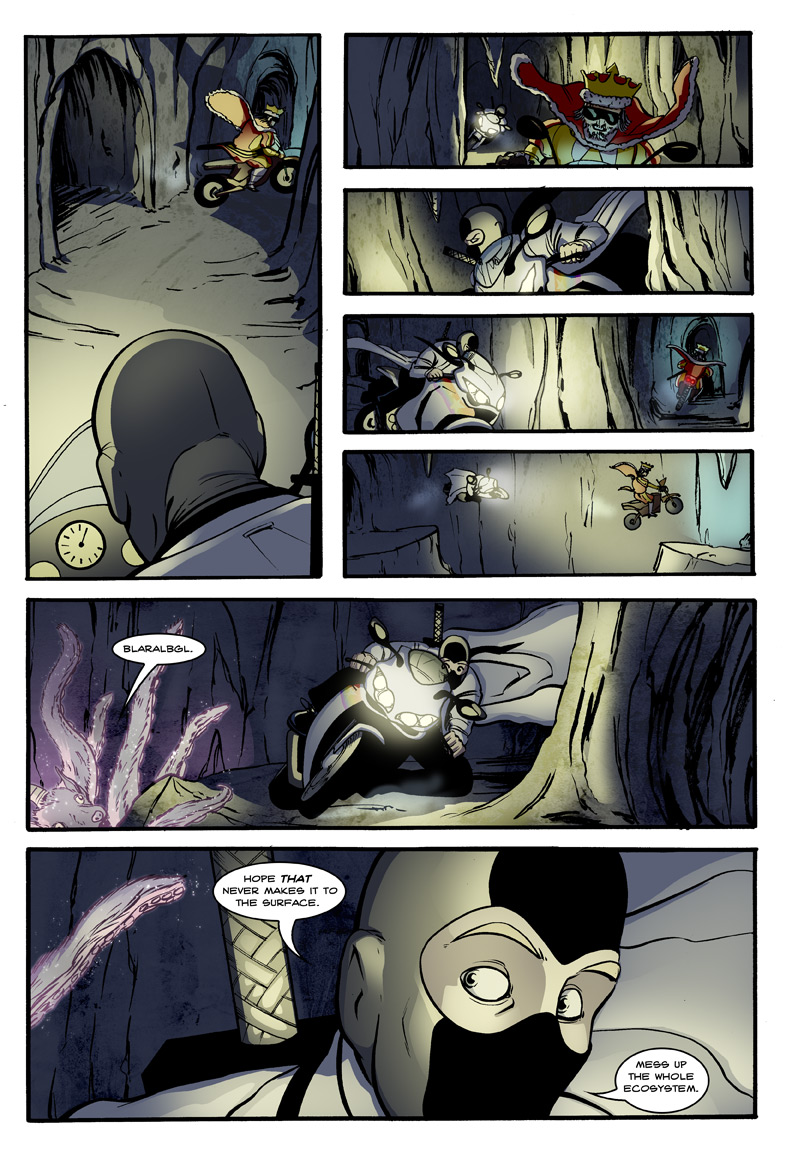 BLARALBGL.
HOPE THAT
NEVER MAKES IT TO
THE SURFACE.
MESS UP
THE WHOLE
ECOSYSTEM.